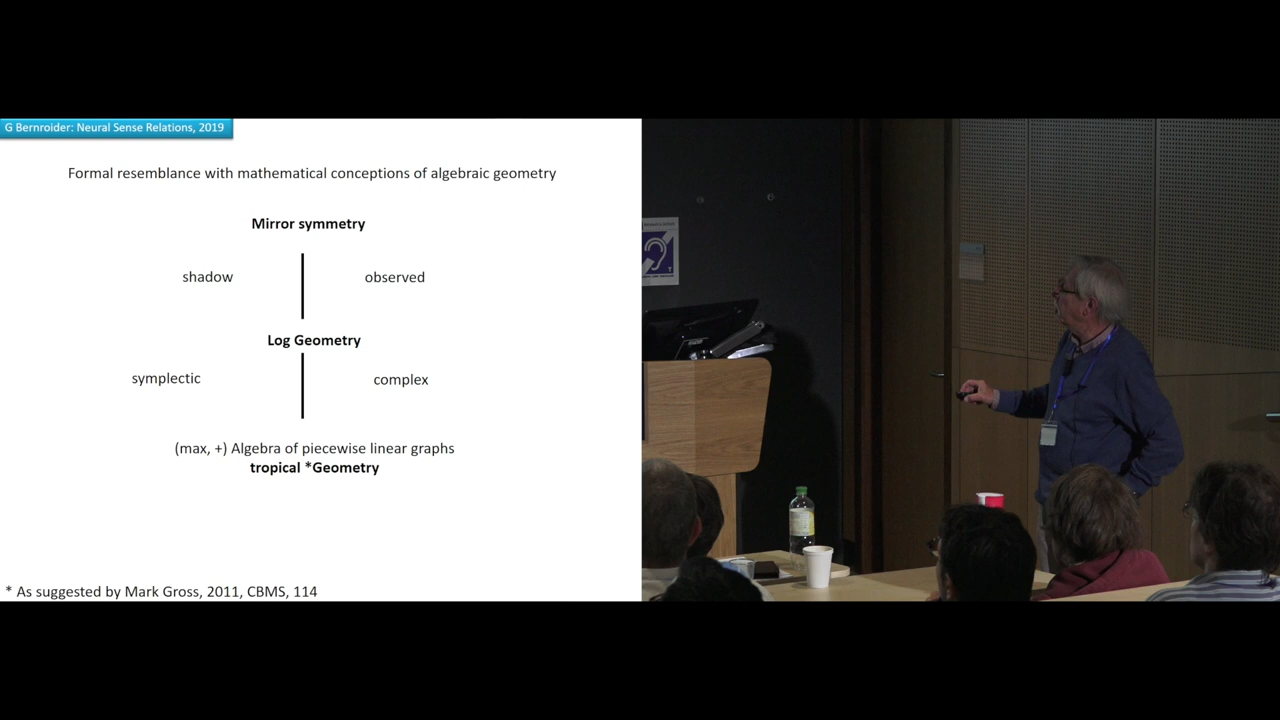 G Bernroider: Neural Sense Relations, 2019
Formal resemblance with mathematical conceptions of algebraic geometry
Mirror symmetry
shadow observed
Log Geometry
symplectic complex
(max, +) Algebra of piecewise linear graphs
tropical *Geometry
* As suggested by Mark Gross, 2011, CBMS, 114
T